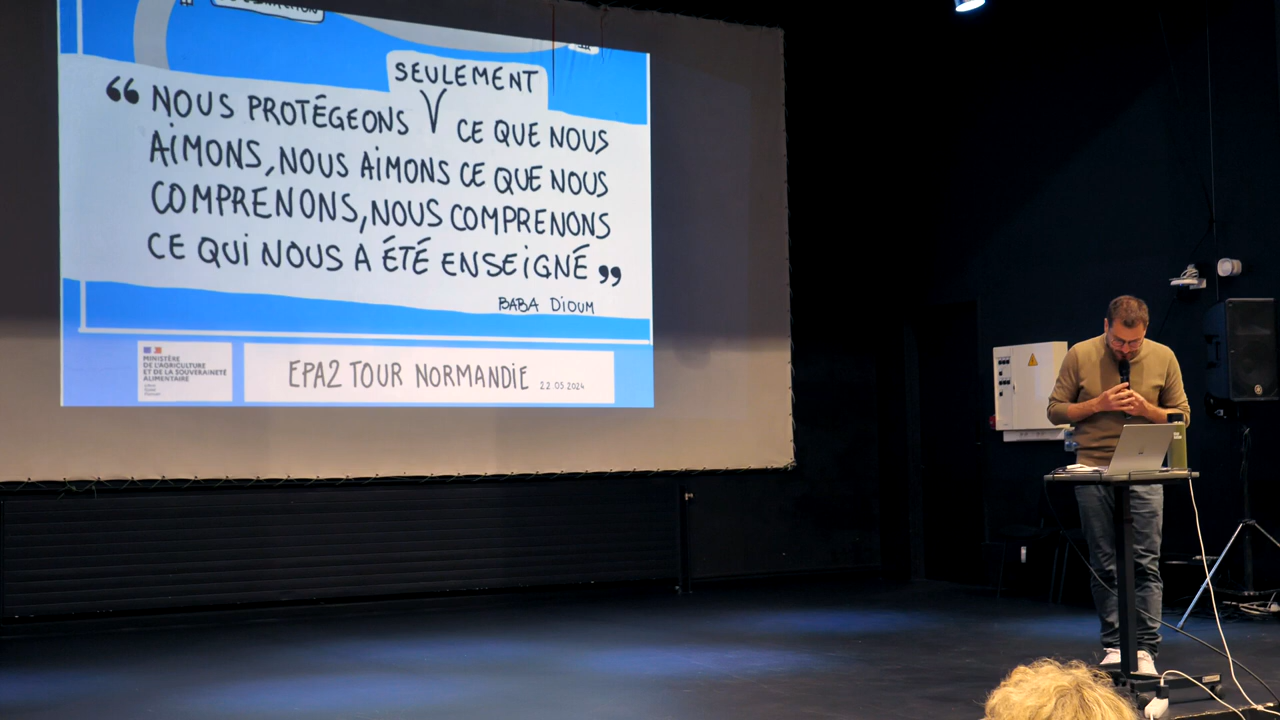 SEULEMENT
“NOUS PROTÉGEONS V CE QUE NOUS
AIMONS, NOUS AIMONS CE QUE NOUS
COMPRENONS, NOUS COMPRENONS
CE QUI NOUS A ÉTÉ ENSEIGNÉ”
BABA DIOUM
MINISTÈRE
DE L'AGRICULTURE
ET DE LA SOUVERAINETÉ
ALIMENTAIRE
EPA2 TOUR NORMANDIE 22.05.2024